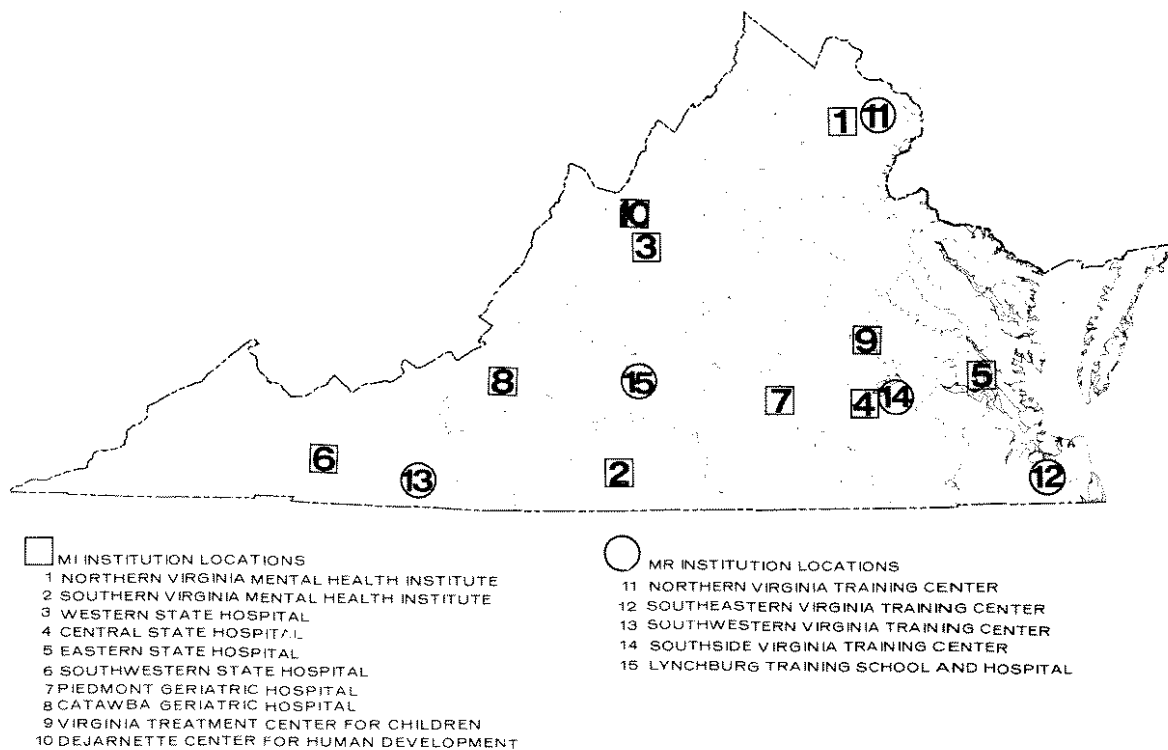 1
11
10
3
9
8
15
5
7
4
14
6
13
2
12
MI INSTITUTION LOCATIONS
1 NORTHERN VIRGINIA MENTAL HEALTH INSTITUTE
2 SOUTHERN VIRGINIA MENTAL HEALTH INSTITUTE
3 WESTERN STATE HOSPITAL
4 CENTRAL STATE HOSPITAL
5 EASTERN STATE HOSPITAL
6 SOUTHWESTERN STATE HOSPITAL
7 PIEDMONT GERIATRIC HOSPITAL
8 CATAWBA GERIATRIC HOSPITAL
9 VIRGINIA TREATMENT CENTER FOR CHILDREN
10 DEJARNETTE CENTER FOR HUMAN DEVELOPMENT
MR INSTITUTION LOCATIONS
11 NORTHERN VIRGINIA TRAINING CENTER
12 SOUTHEASTERN VIRGINIA TRAINING CENTER
13 SOUTHWESTERN VIRGINIA TRAINING CENTER
14 SOUTHSIDE VIRGINIA TRAINING CENTER
15 LYNCHBURG TRAINING SCHOOL AND HOSPITAL